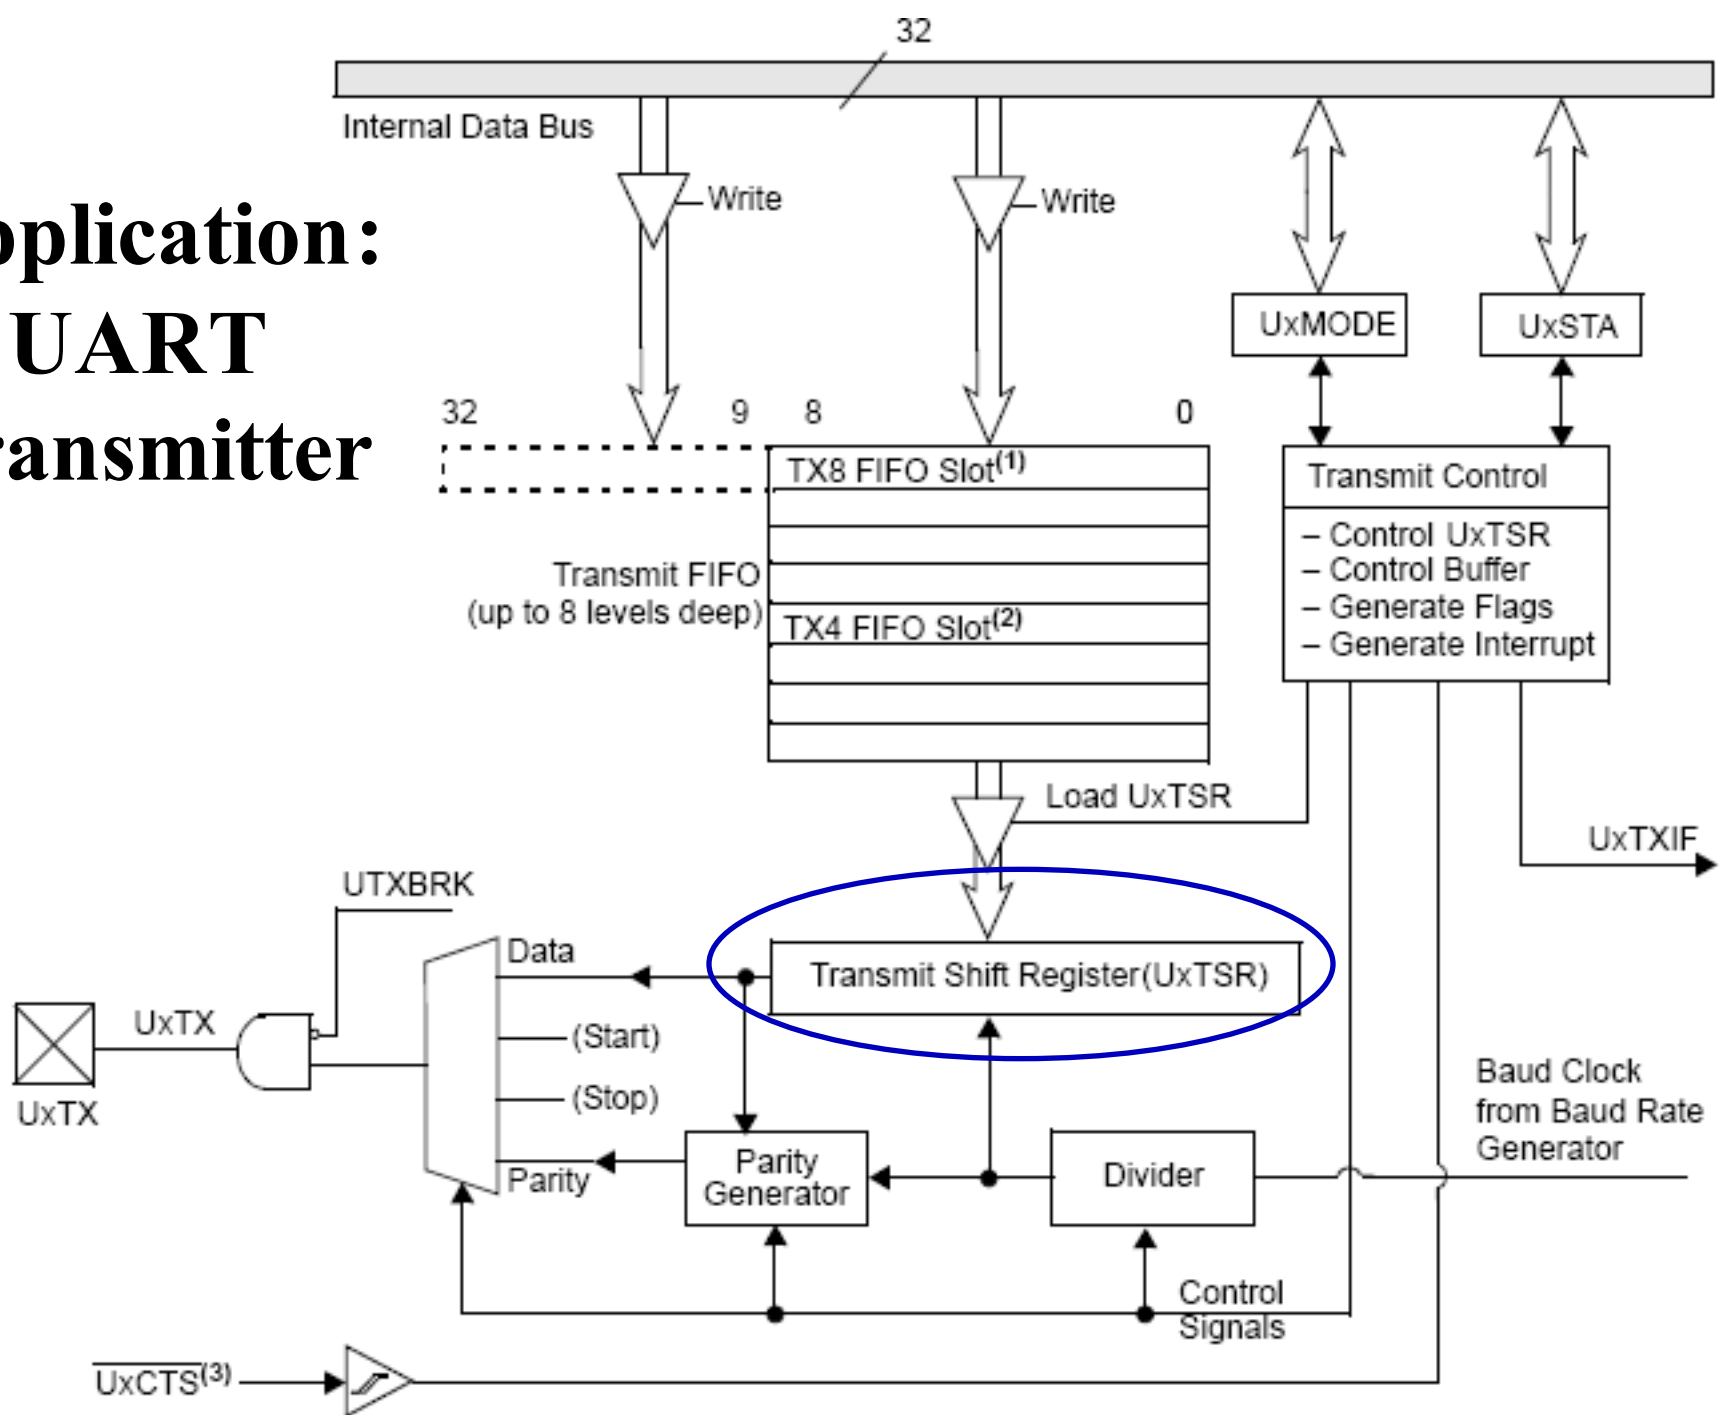 32
Internal Data Bus
Write
Write
pplication:
UART
ransmitter
UxMODE
UxSTA
32
9
8
0
TX8 FIFO Slot(1)
Transmit FIFO
(up to 8 levels deep)
TX4 FIFO Slot(2)
Transmit Control
– Control UxTSR
– Control Buffer
– Generate Flags
– Generate Interrupt
Load UxTSR
UxTXIF
UTXBRK
Data
Transmit Shift Register(UxTSR)
UxTX
(Start)
(Stop)
UxTX
Parity
Parity
Generator
Divider
Baud Clock
from Baud Rate
Generator
Control
Signals
UxCTS(3)